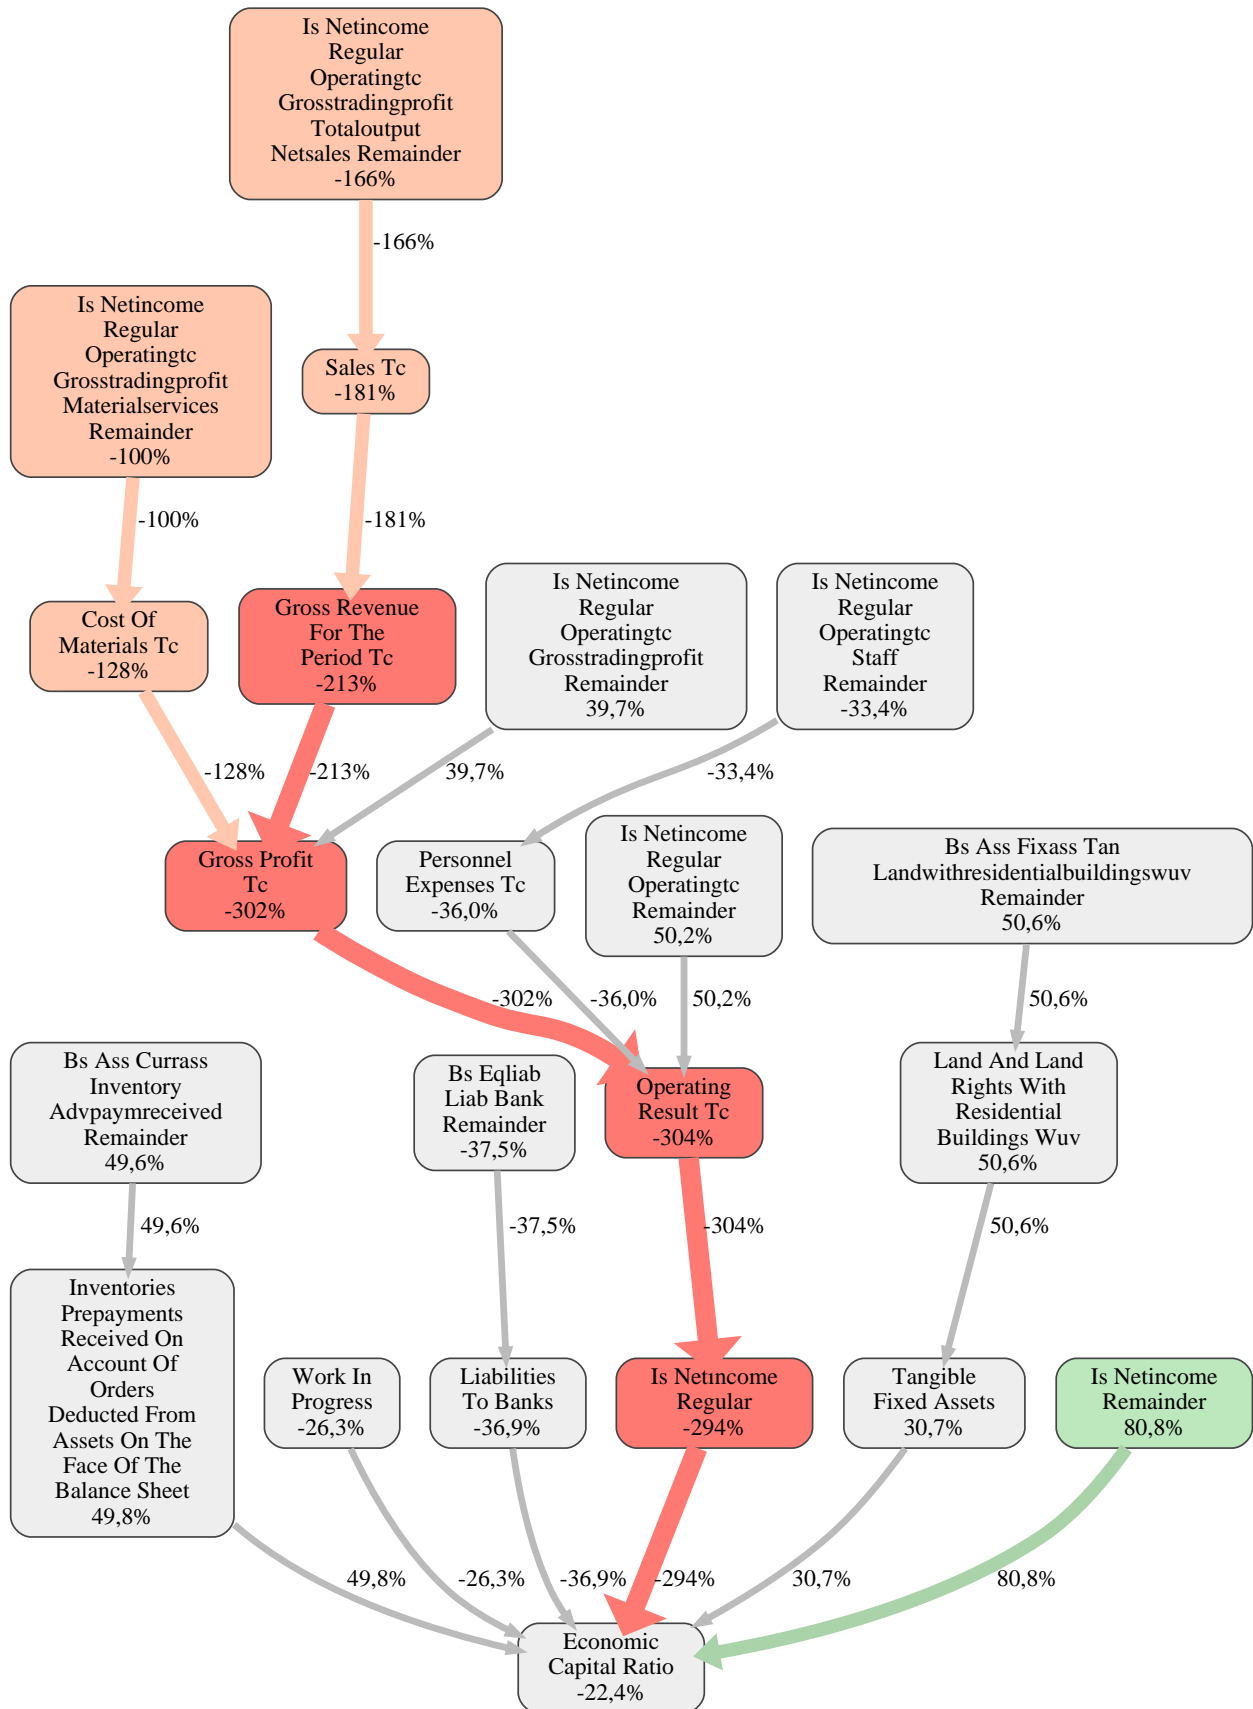 Is Netincome
Regular
Operatingtc
Grosstradingprofit
Totaloutput
Netsales Remainder
-166%
-166%
Is Netincome
Regular
Operatingtc
Grosstradingprofit
Materialservices
Remainder
-100%
Sales Tc
-181%
-100%
-181%
Cost Of
Materials Tc
-128%
Gross Revenue
For The
Period Tc
-213%
Is Netincome
Regular
Operatingtc
Grosstradingprofit
Remainder
39,7%
Is Netincome
Regular
Operatingtc
Staff
Remainder
-33,4%
-128%
-213%
39,7%
-33,4%
Gross Profit
Tc
-302%
Personnel
Expenses Tc
-36,0%
Is Netincome
Regular
Operatingtc
Remainder
50,2%
Bs Ass Fixass Tan
Landwithresidentialbuildingswuv
Remainder
50,6%
-302%
-36,0%
50,2%
50,6%
Bs Ass Currass
Inventory
Advpaymreceived
Remainder
49,6%
Bs Eqliab
Liab Bank
Remainder
-37,5%
Operating
Result Tc
-304%
Land And Land
Rights With
Residential
Buildings Wuv
50,6%
49,6%
-37,5%
-304%
50,6%
Inventories
Prepayments
Received On
Account Of
Orders
Deducted From
Assets On The
Face Of The
Balance Sheet
49,8%
Work In
Progress
-26,3%
Liabilities
To Banks
-36,9%
Is Netincome
Regular
-294%
Tangible
Fixed Assets
30,7%
Is Netincome
Remainder
80,8%
49,8%
-26,3%
-36,9%
-294%
30,7%
80,8%
Economic
Capital Ratio
-22,4%